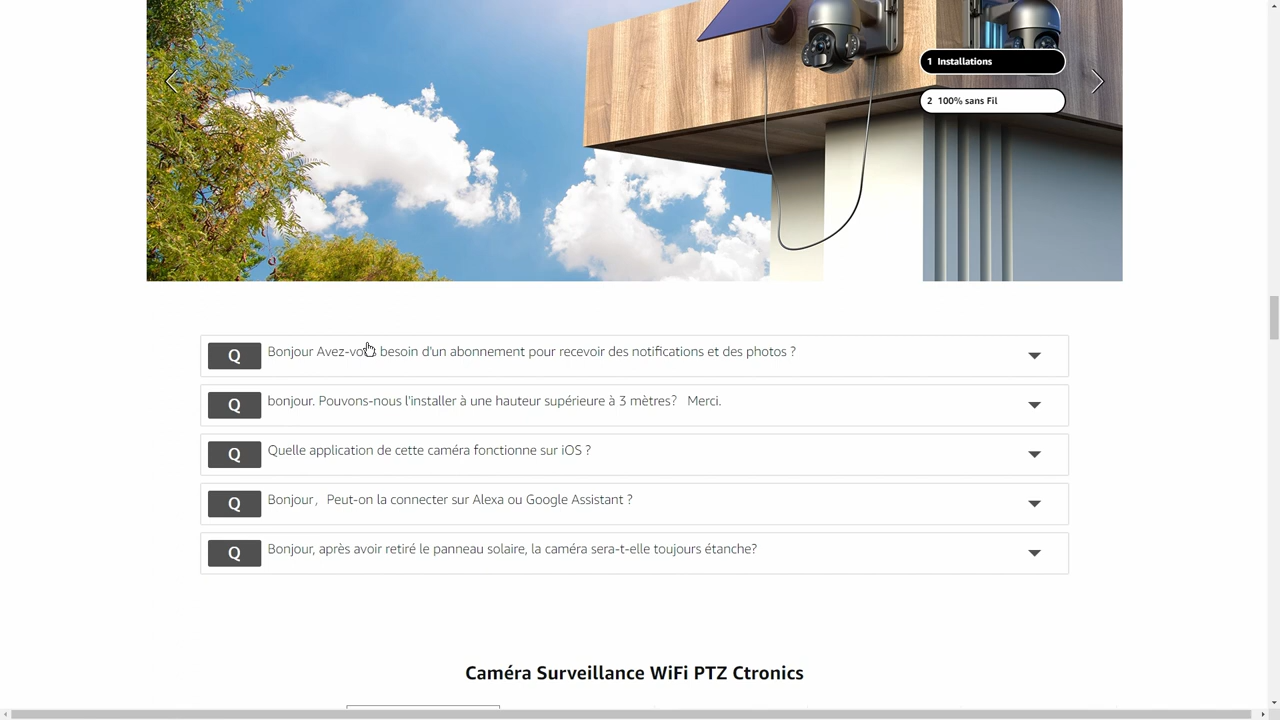 1 Installations
2 100% sans Fil
Q Bonjour Avez-vous besoin d'un abonnement pour recevoir des notifications et des photos ?
Q bonjour. Pouvons-nous l'installer à une hauteur supérieure à 3 mètres? Merci.
Q Quelle application de cette caméra fonctionne sur iOS ?
Q Bonjour, Peut-on la connecter sur Alexa ou Google Assistant ?
Q Bonjour, après avoir retiré le panneau solaire, la caméra sera-t-elle toujours étanche?
Caméra Surveillance WiFi PTZ Ctronics